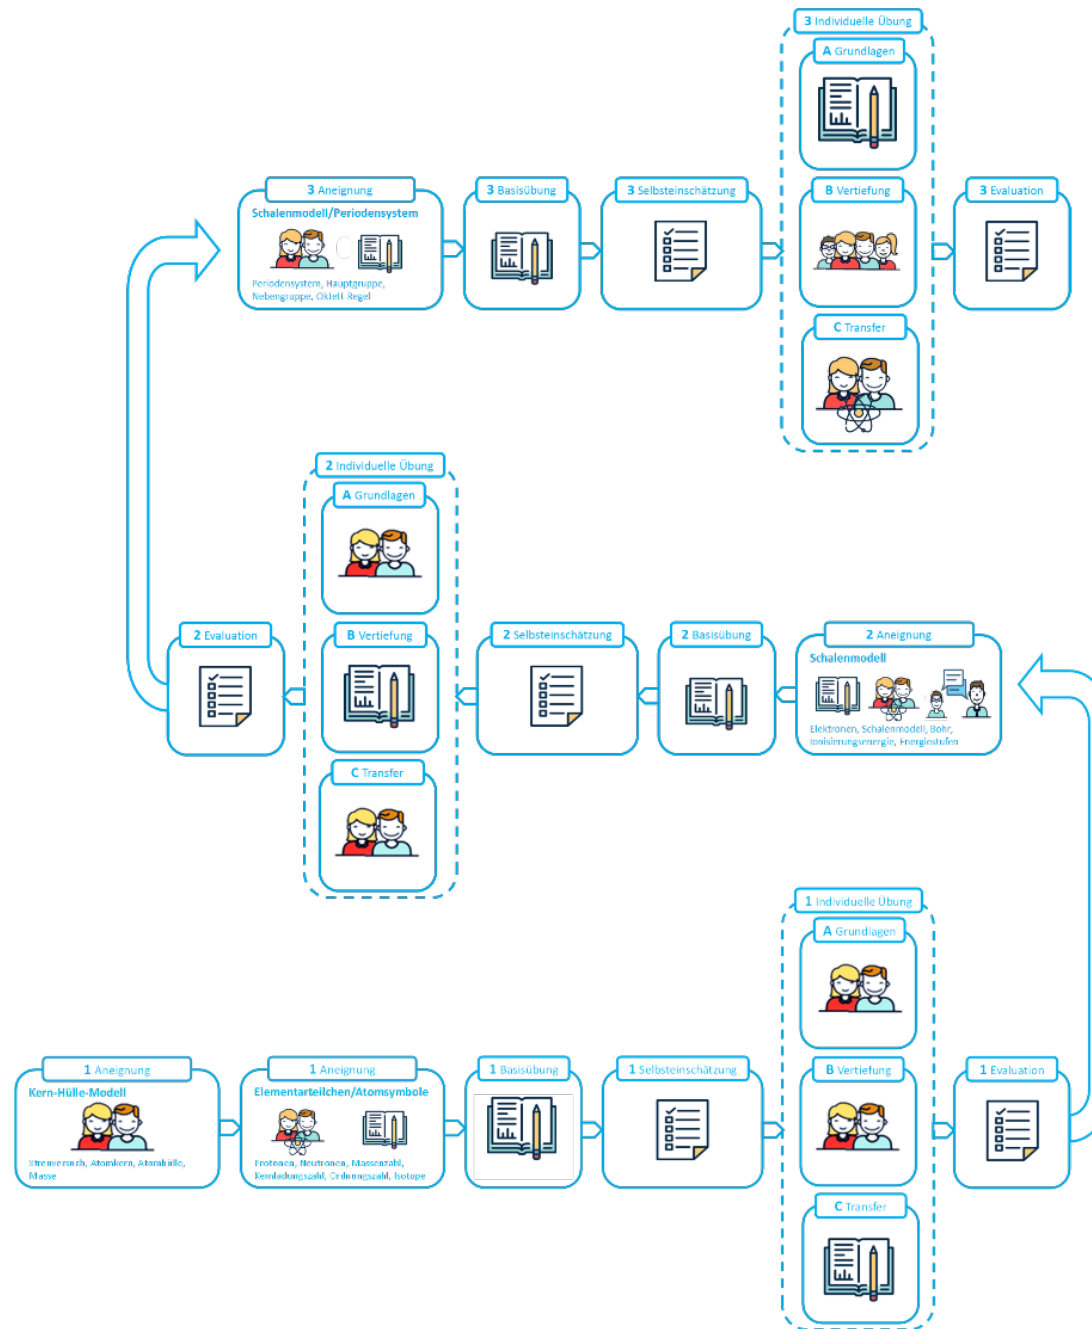 3 Individuelle Übung
A Grundlagen
3 Aneignung
3 Basisübung
3 Selbsteinschätzung
B Vertiefung
3 Evaluation
Schalenmodell/Periodensystem
Periodensystem, Hauptgruppe,
Nebengruppe, Oktett-Regel
C Transfer
2 Individuelle Übung
A Grundlagen
2 Evaluation
B Vertiefung
2 Selbsteinschätzung
2 Basisübung
2 Aneignung
Schalenmodell
Elektronen, Schalenmodell, Bohr,
Ionisierungsenergie, Energiestufen
C Transfer
1 Individuelle Übung
A Grundlagen
1 Aneignung
1 Aneignung
1 Basisübung
1 Selbsteinschätzung
B Vertiefung
1 Evaluation
Kern-Hülle-Modell
Streuversuch, Atomkern, Atomhülle,
Masse
Elementarteilchen/Atomsymbole
Protonen, Neutronen, Massenzahl,
Kernladungszahl, Ordnungszahl, Isotope
C Transfer